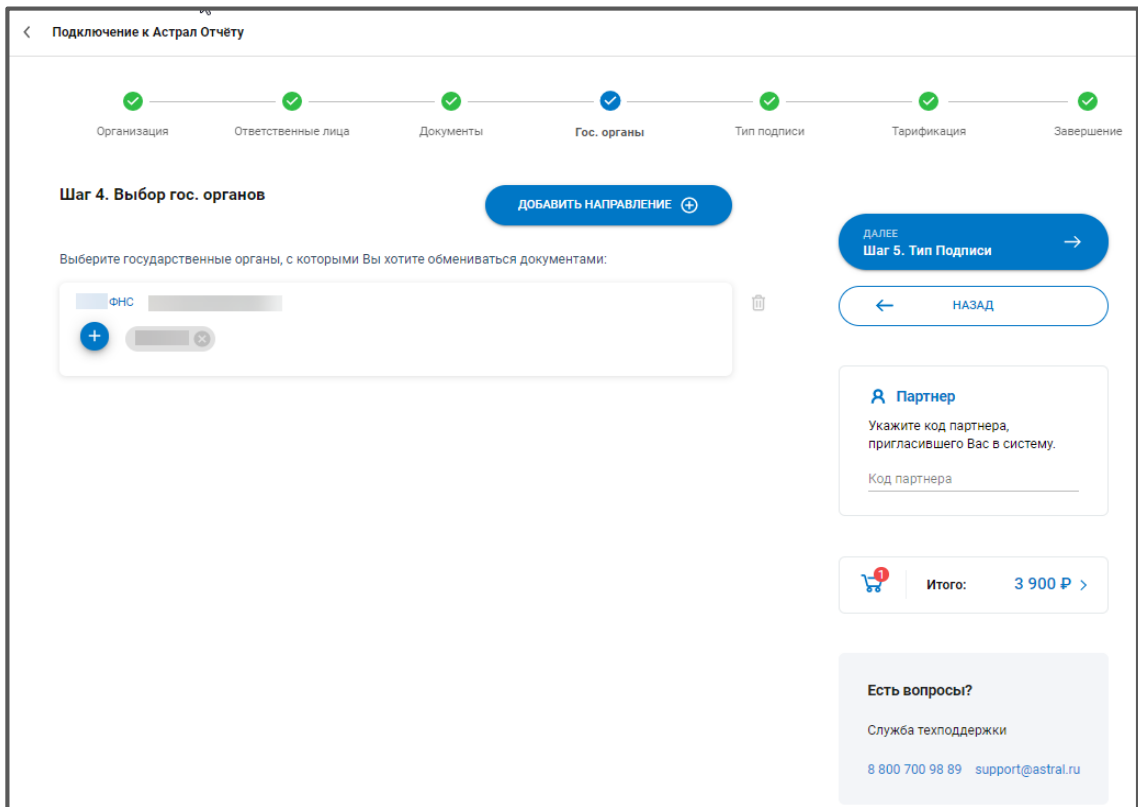 Подключение к Астрал Отчёту
Организация
Ответственные лица
Документы
Гос. органы
Тип подписи
Тарификация
Завершение
Шаг 4. Выбор гос. органов
ДОБАВИТЬ НАПРАВЛЕНИЕ
Выберите государственные органы, с которыми Вы хотите обмениваться документами:
ФНС
ДАЛЕЕ
Шаг 5. Тип Подписи
НАЗАД
Партнер
Укажите код партнера,
пригласившего Вас в систему.
Код партнера
1
Итого:
3 900 ₽
Есть вопросы?
Служба техподдержки
8 800 700 98 89 support@astral.ru